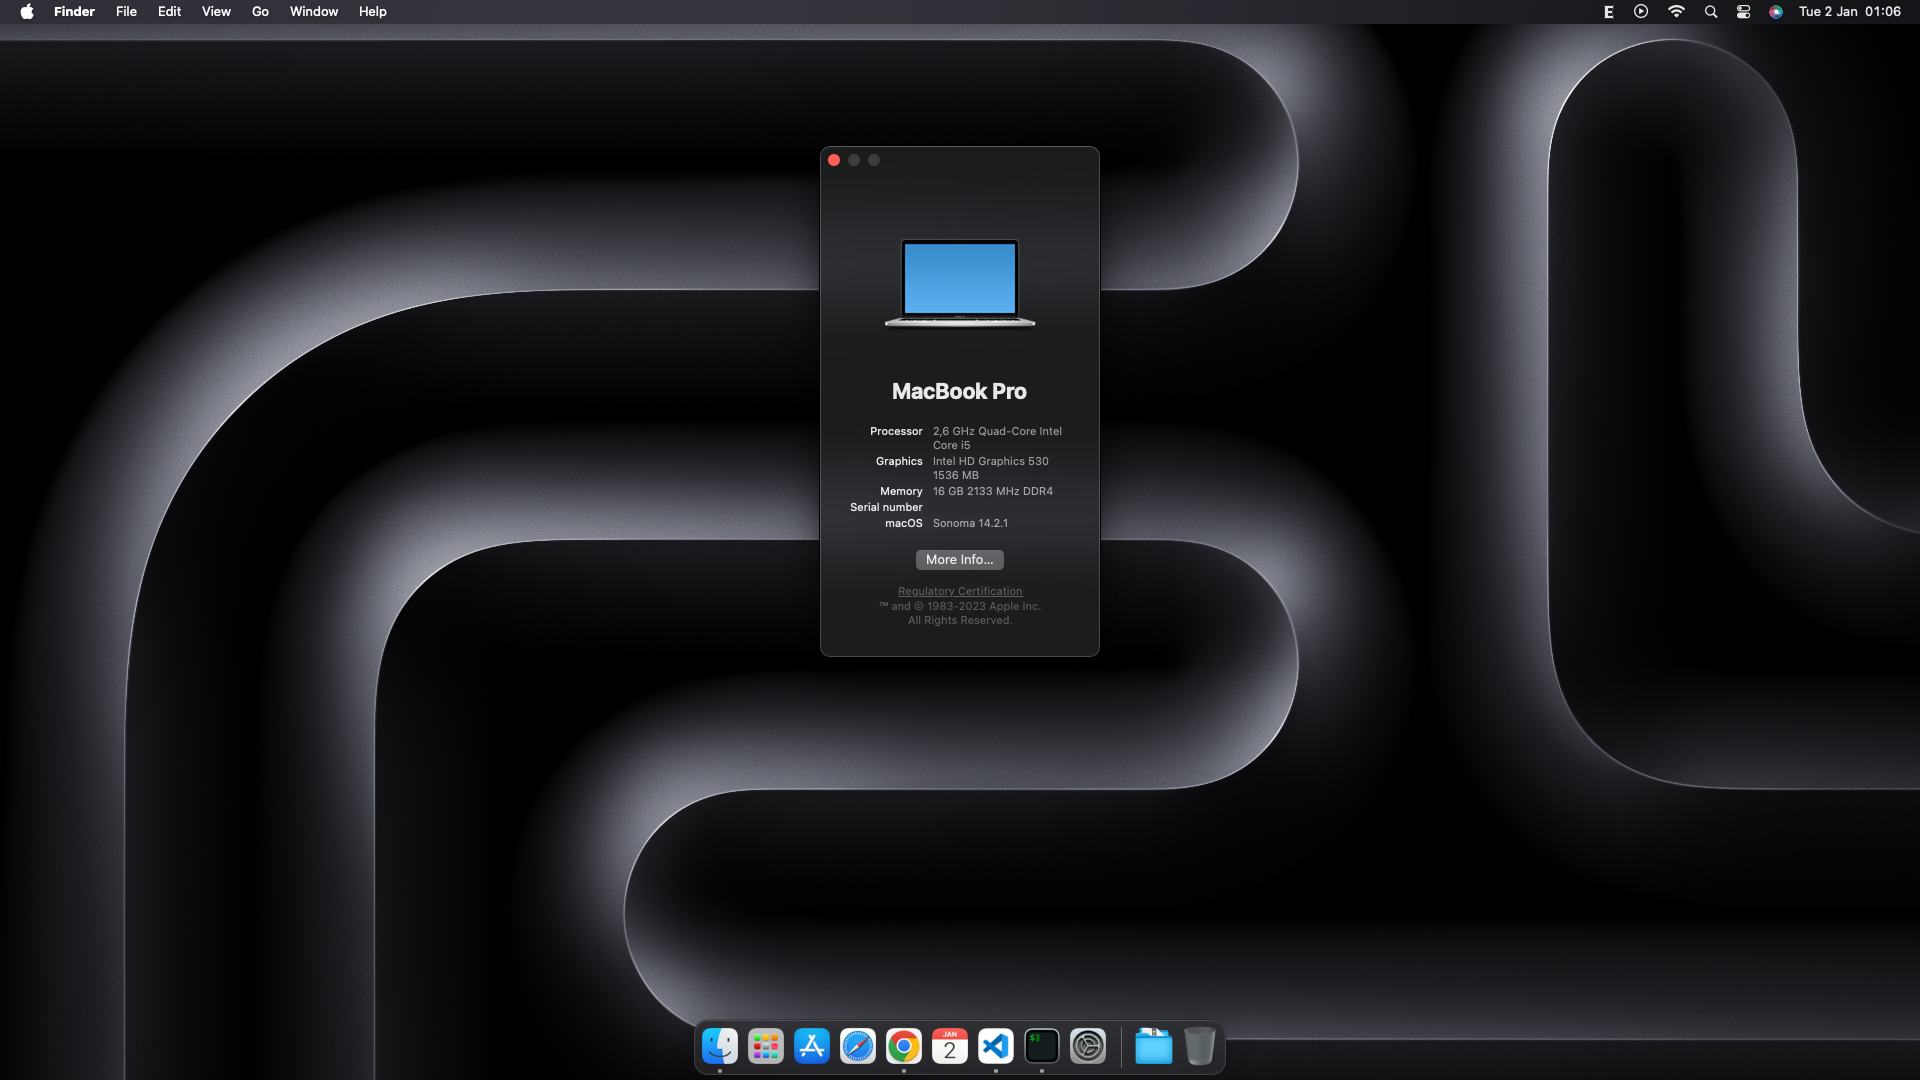 Finder File Edit View Go Window Help
E Tue 2 Jan 01:06
MacBook Pro
Processor 2,6 GHz Quad-Core Intel
Core i5
Graphics Intel HD Graphics 530
1536 MB
Memory 16 GB 2133 MHz DDR4
Serial number
macOS Sonoma 14.2.1
More Info...
Regulatory Certification
™ and © 1983-2023 Apple Inc.
All Rights Reserved.
JAN
2
$